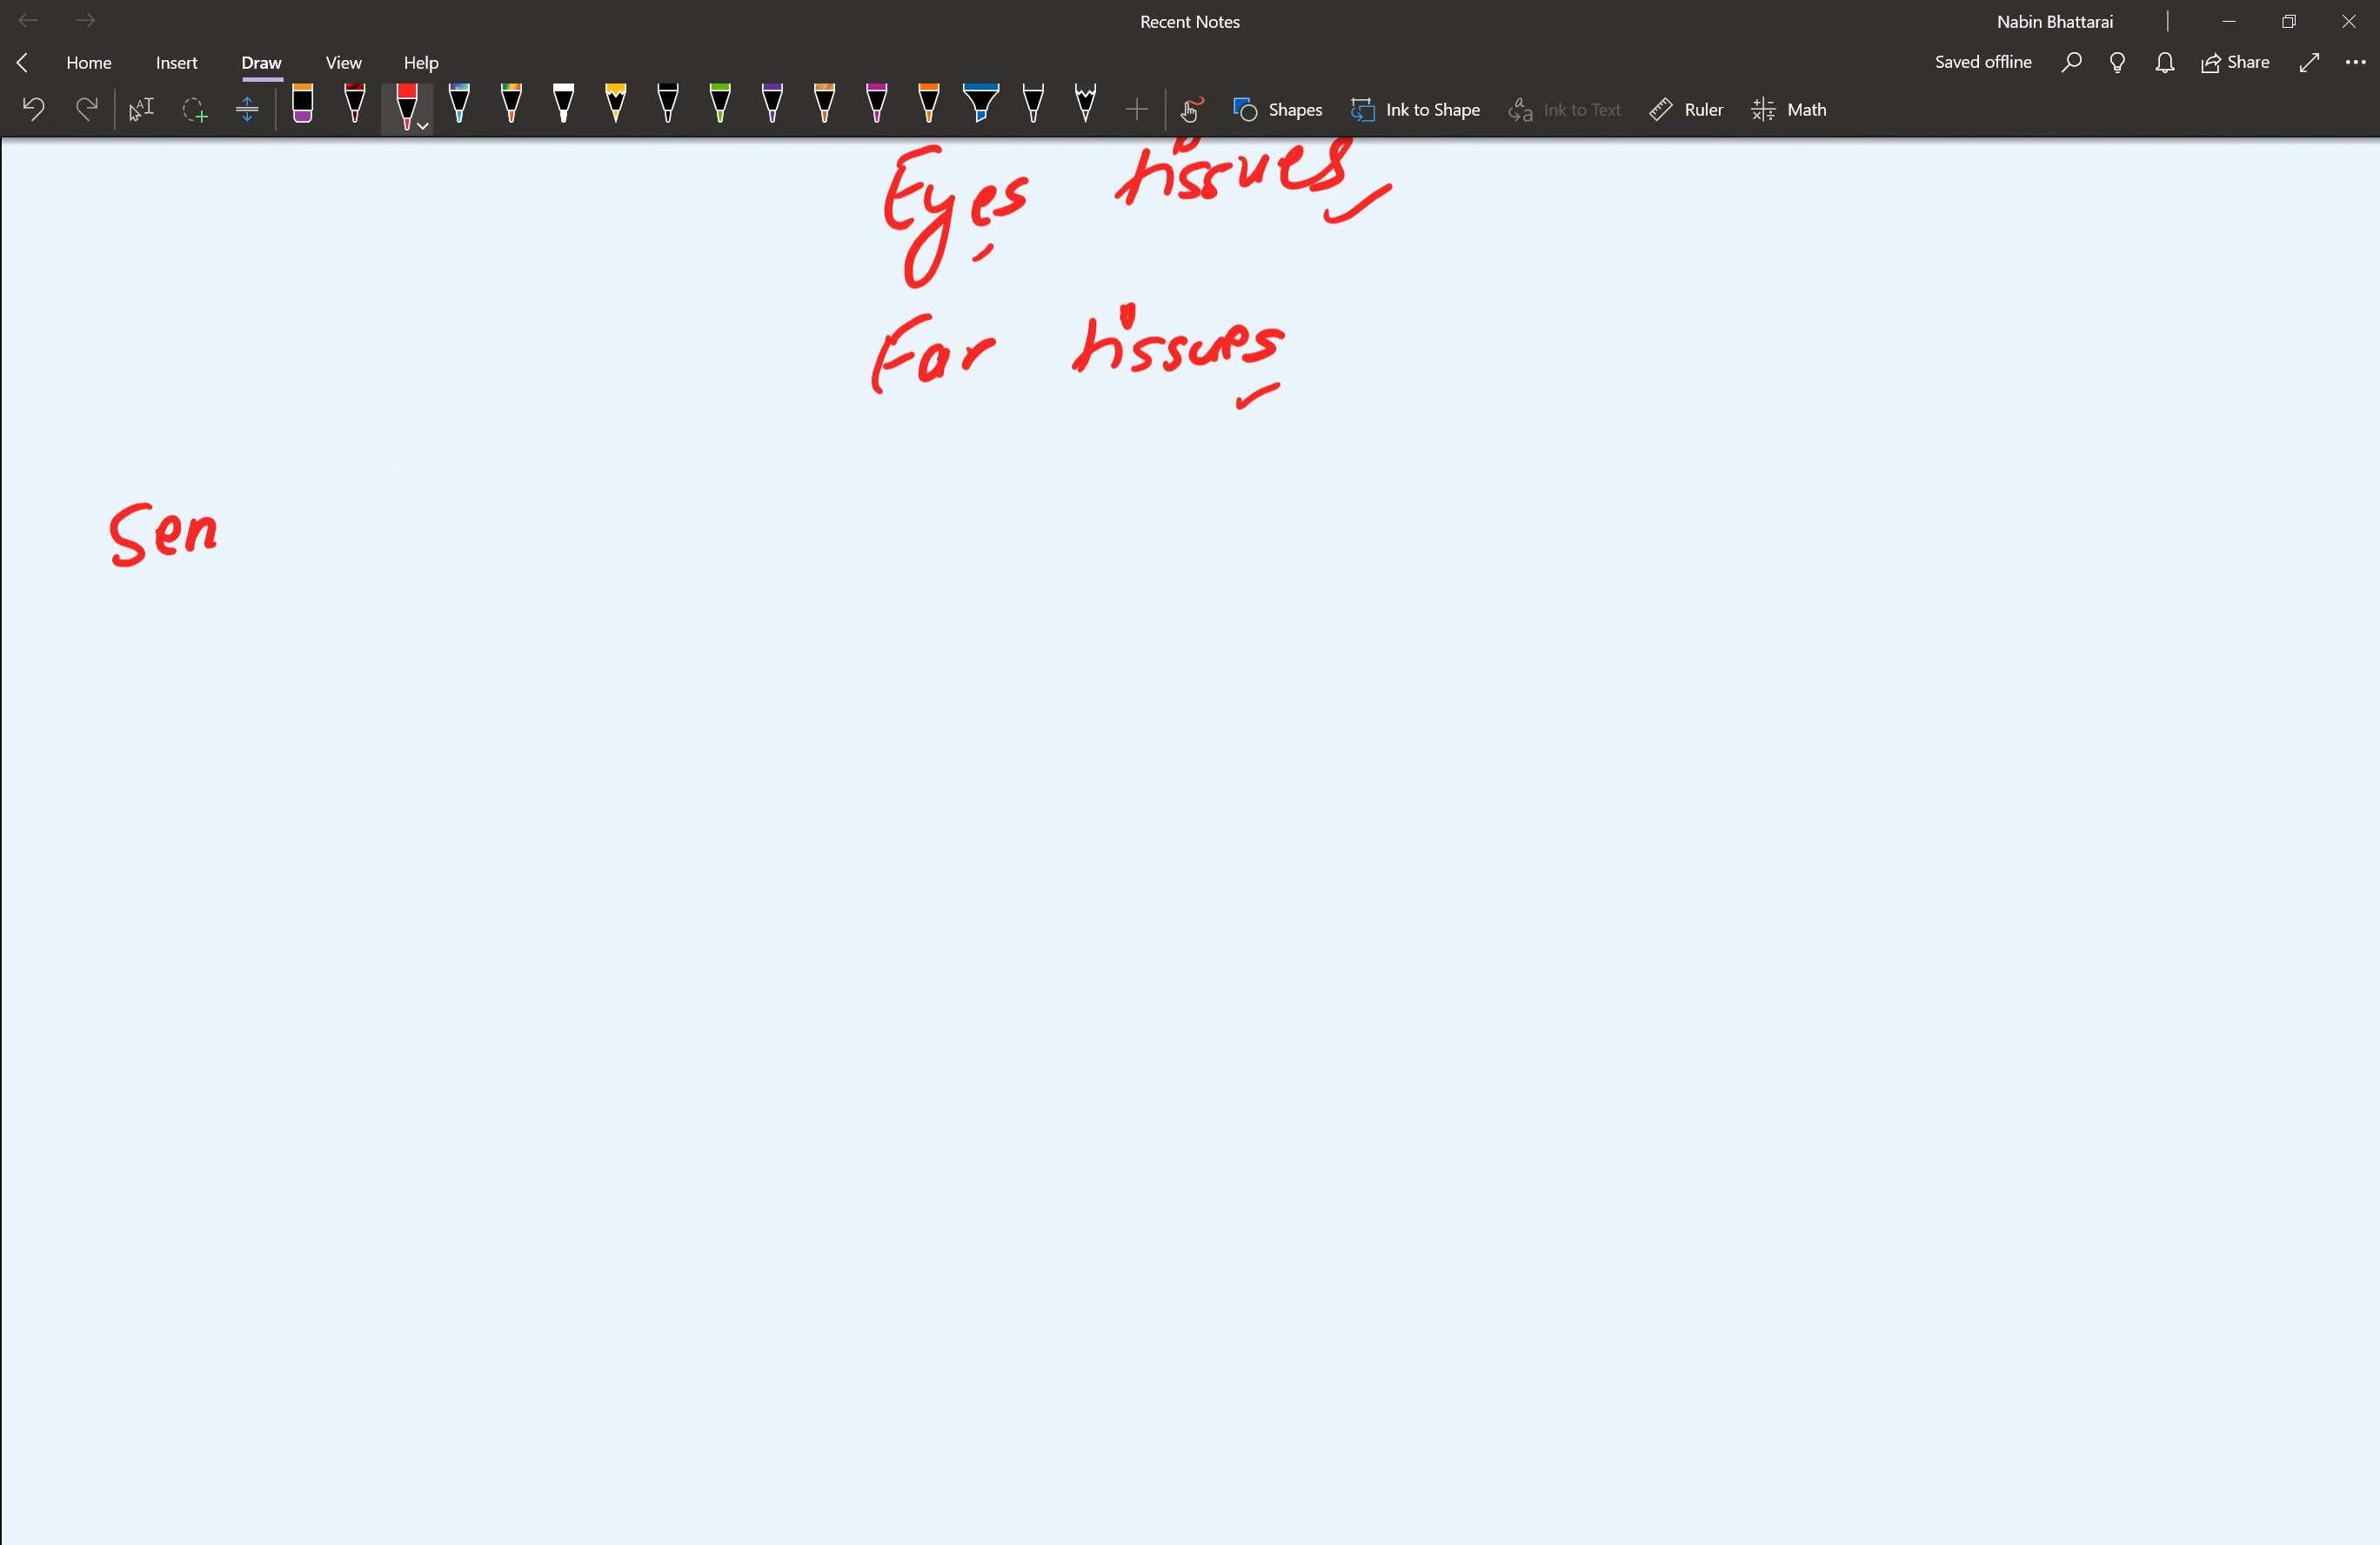 Recent Notes
Nabin Bhattarai
Home Insert Draw View Help
Saved offline
Share
Shapes
Ink to Shape
Ink to Text
Ruler
Math
Eyes tissues
Ear tissues
Sen